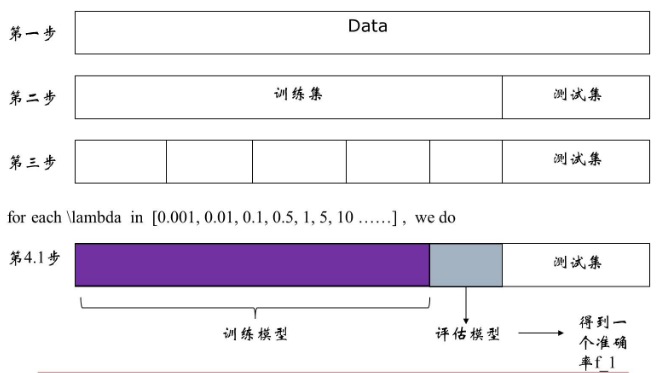 第一步
Data
第二步
训练集
测试集
第三步
测试集
for each \lambda in [0.001, 0.01, 0.1, 0.5, 1, 5, 10 ……] , we do
第4.1步
测试集
训练模型
评估模型
得到一
个准确
率f_1